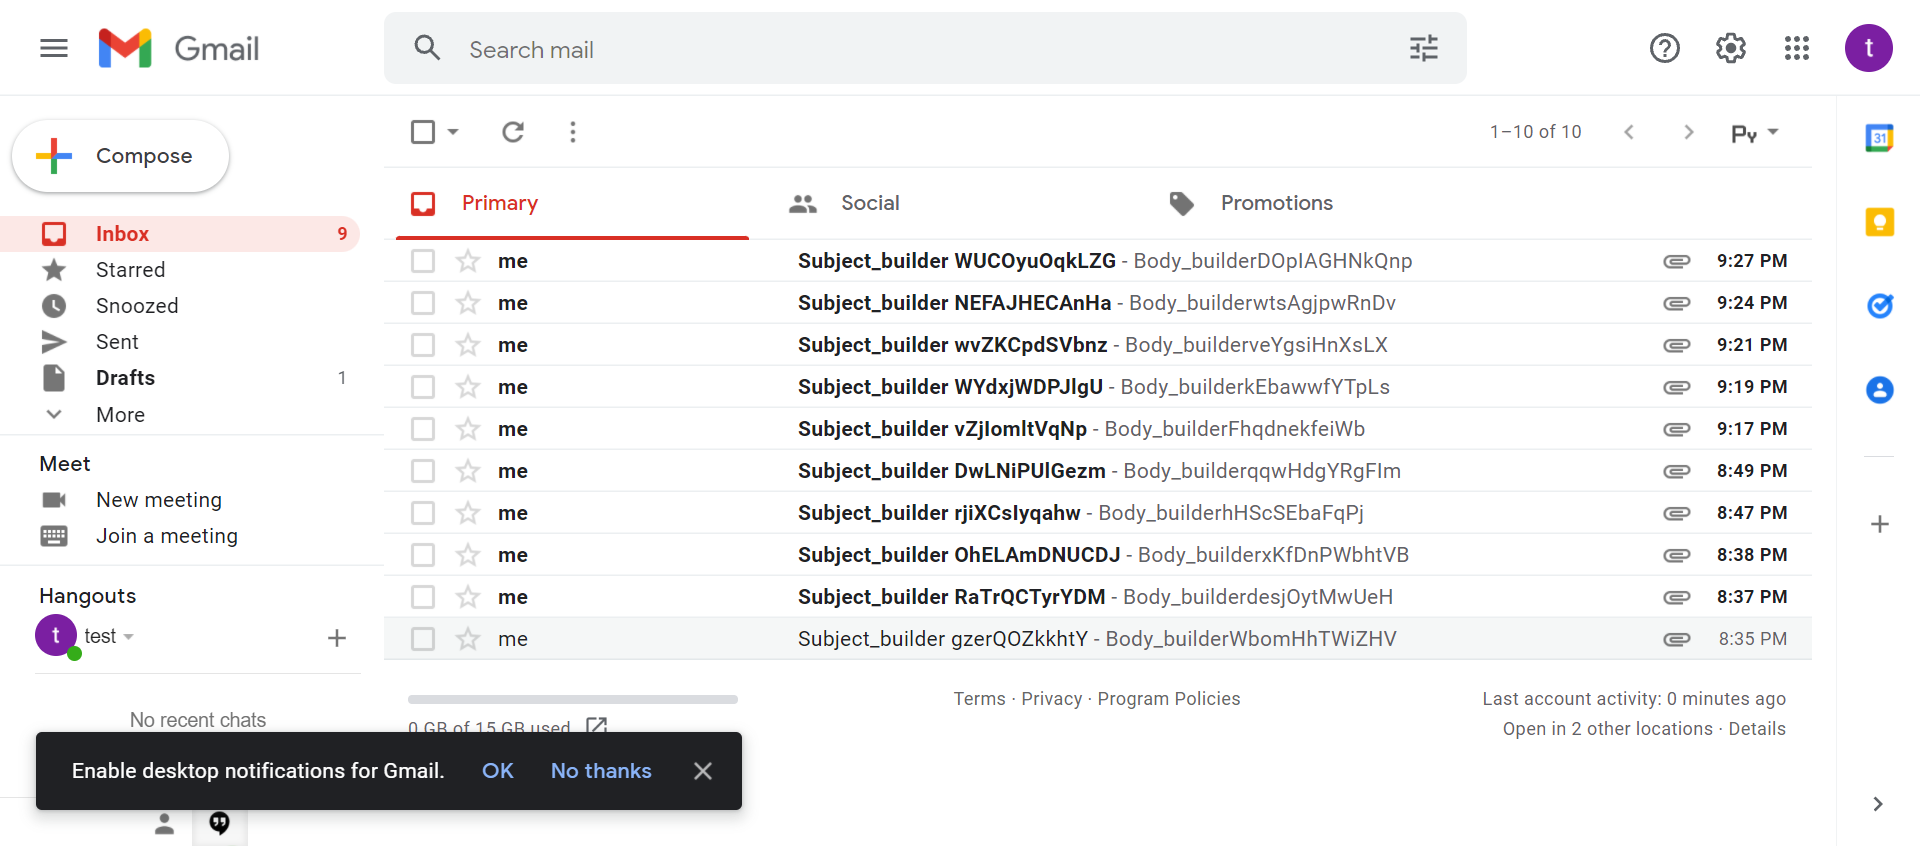 Gmail
Search mail
t
Compose
1–10 of 10
Py
31
Primary
Social
Promotions
Inbox 9
Starred
Snoozed
Sent
Drafts 1
More
me Subject_builder WUCOyuOqkLZG - Body_builderDOpIAGHNkQnp 9:27 PM
me Subject_builder NEFAJHECAnHa - Body_builderwtsAgjpwRnDv 9:24 PM
me Subject_builder wvZKCpdSVbnz - Body_builderveYgsiHnXsLX 9:21 PM
me Subject_builder WYdxjWDPJlgU - Body_builderkEbawwfYTpLs 9:19 PM
me Subject_builder vZjIomltVqNp - Body_builderFhqdnekfeiWb 9:17 PM
me Subject_builder DwLNiPUlGezm - Body_builderqqwHdgYRgFIm 8:49 PM
me Subject_builder rjiXCsIyqahw - Body_builderhHScSEbaFqPj 8:47 PM
me Subject_builder OhELAmDNUCDJ - Body_builderxKfDnPWbhtVB 8:38 PM
me Subject_builder RaTrQCTyrYDM - Body_builderdesjOytMwUeH 8:37 PM
me Subject_builder gzerQOZkkhtY - Body_builderWbomHhTWiZHV 8:35 PM
Meet
New meeting
Join a meeting
Hangouts
t test
No recent chats
0 GB of 15 GB used
Terms · Privacy · Program Policies
Last account activity: 0 minutes ago
Open in 2 other locations · Details
Enable desktop notifications for Gmail. OK No thanks